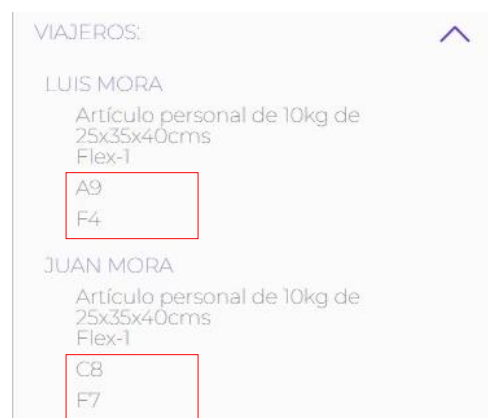 VIAJEROS:
LUIS MORA
Artículo personal de 10kg de
25x35x40cms
Flex-1
A9
F4
JUAN MORA
Artículo personal de 10kg de
25x35x40cms
Flex-1
C8
F7